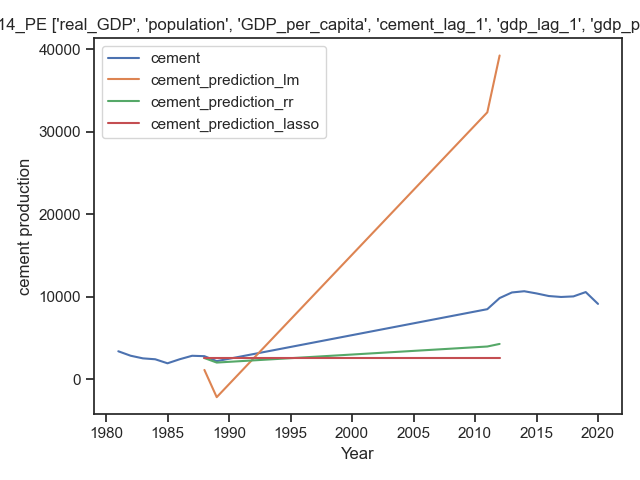 14_PE ['real_GDP', 'population', 'GDP_per_capita', 'cement_lag_1', 'gdp_lag_1', 'gdp_p
40000
30000
20000
10000
0
cement production
cement
cement_prediction_lm
cement_prediction_rr
cement_prediction_lasso
1980
1985
1990
1995
2000
2005
2010
2015
2020
Year